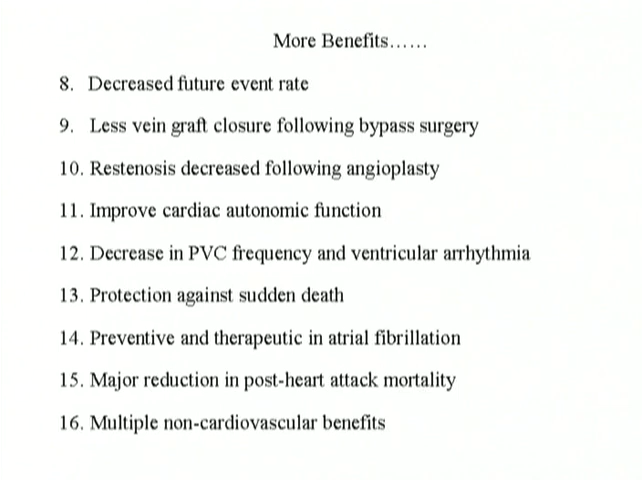 More Benefits……
8. Decreased future event rate
9. Less vein graft closure following bypass surgery
10. Restenosis decreased following angioplasty
11. Improve cardiac autonomic function
12. Decrease in PVC frequency and ventricular arrhythmia
13. Protection against sudden death
14. Preventive and therapeutic in atrial fibrillation
15. Major reduction in post-heart attack mortality
16. Multiple non-cardiovascular benefits